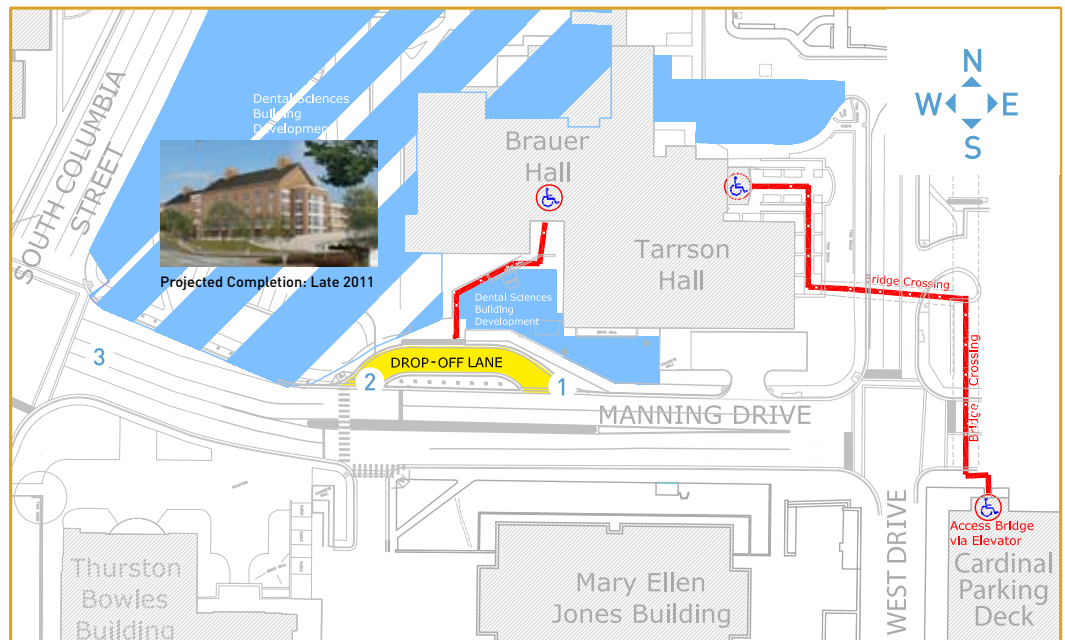 N
W E
S
SOUTH COLUMBIA
STREET
Dental Sciences
Building
Development
Projected Completion: Late 2011
Brauer
Hall
Tarrson
Hall
Dental Sciences
Building
Development
Bridge Crossing
Bridge Crossing
DROP-OFF LANE
3
2
1
MANNING DRIVE
WEST DRIVE
Access Bridge
via Elevator
Cardinal
Parking
Deck
Thurston
Bowles
Building
Mary Ellen
Jones Building